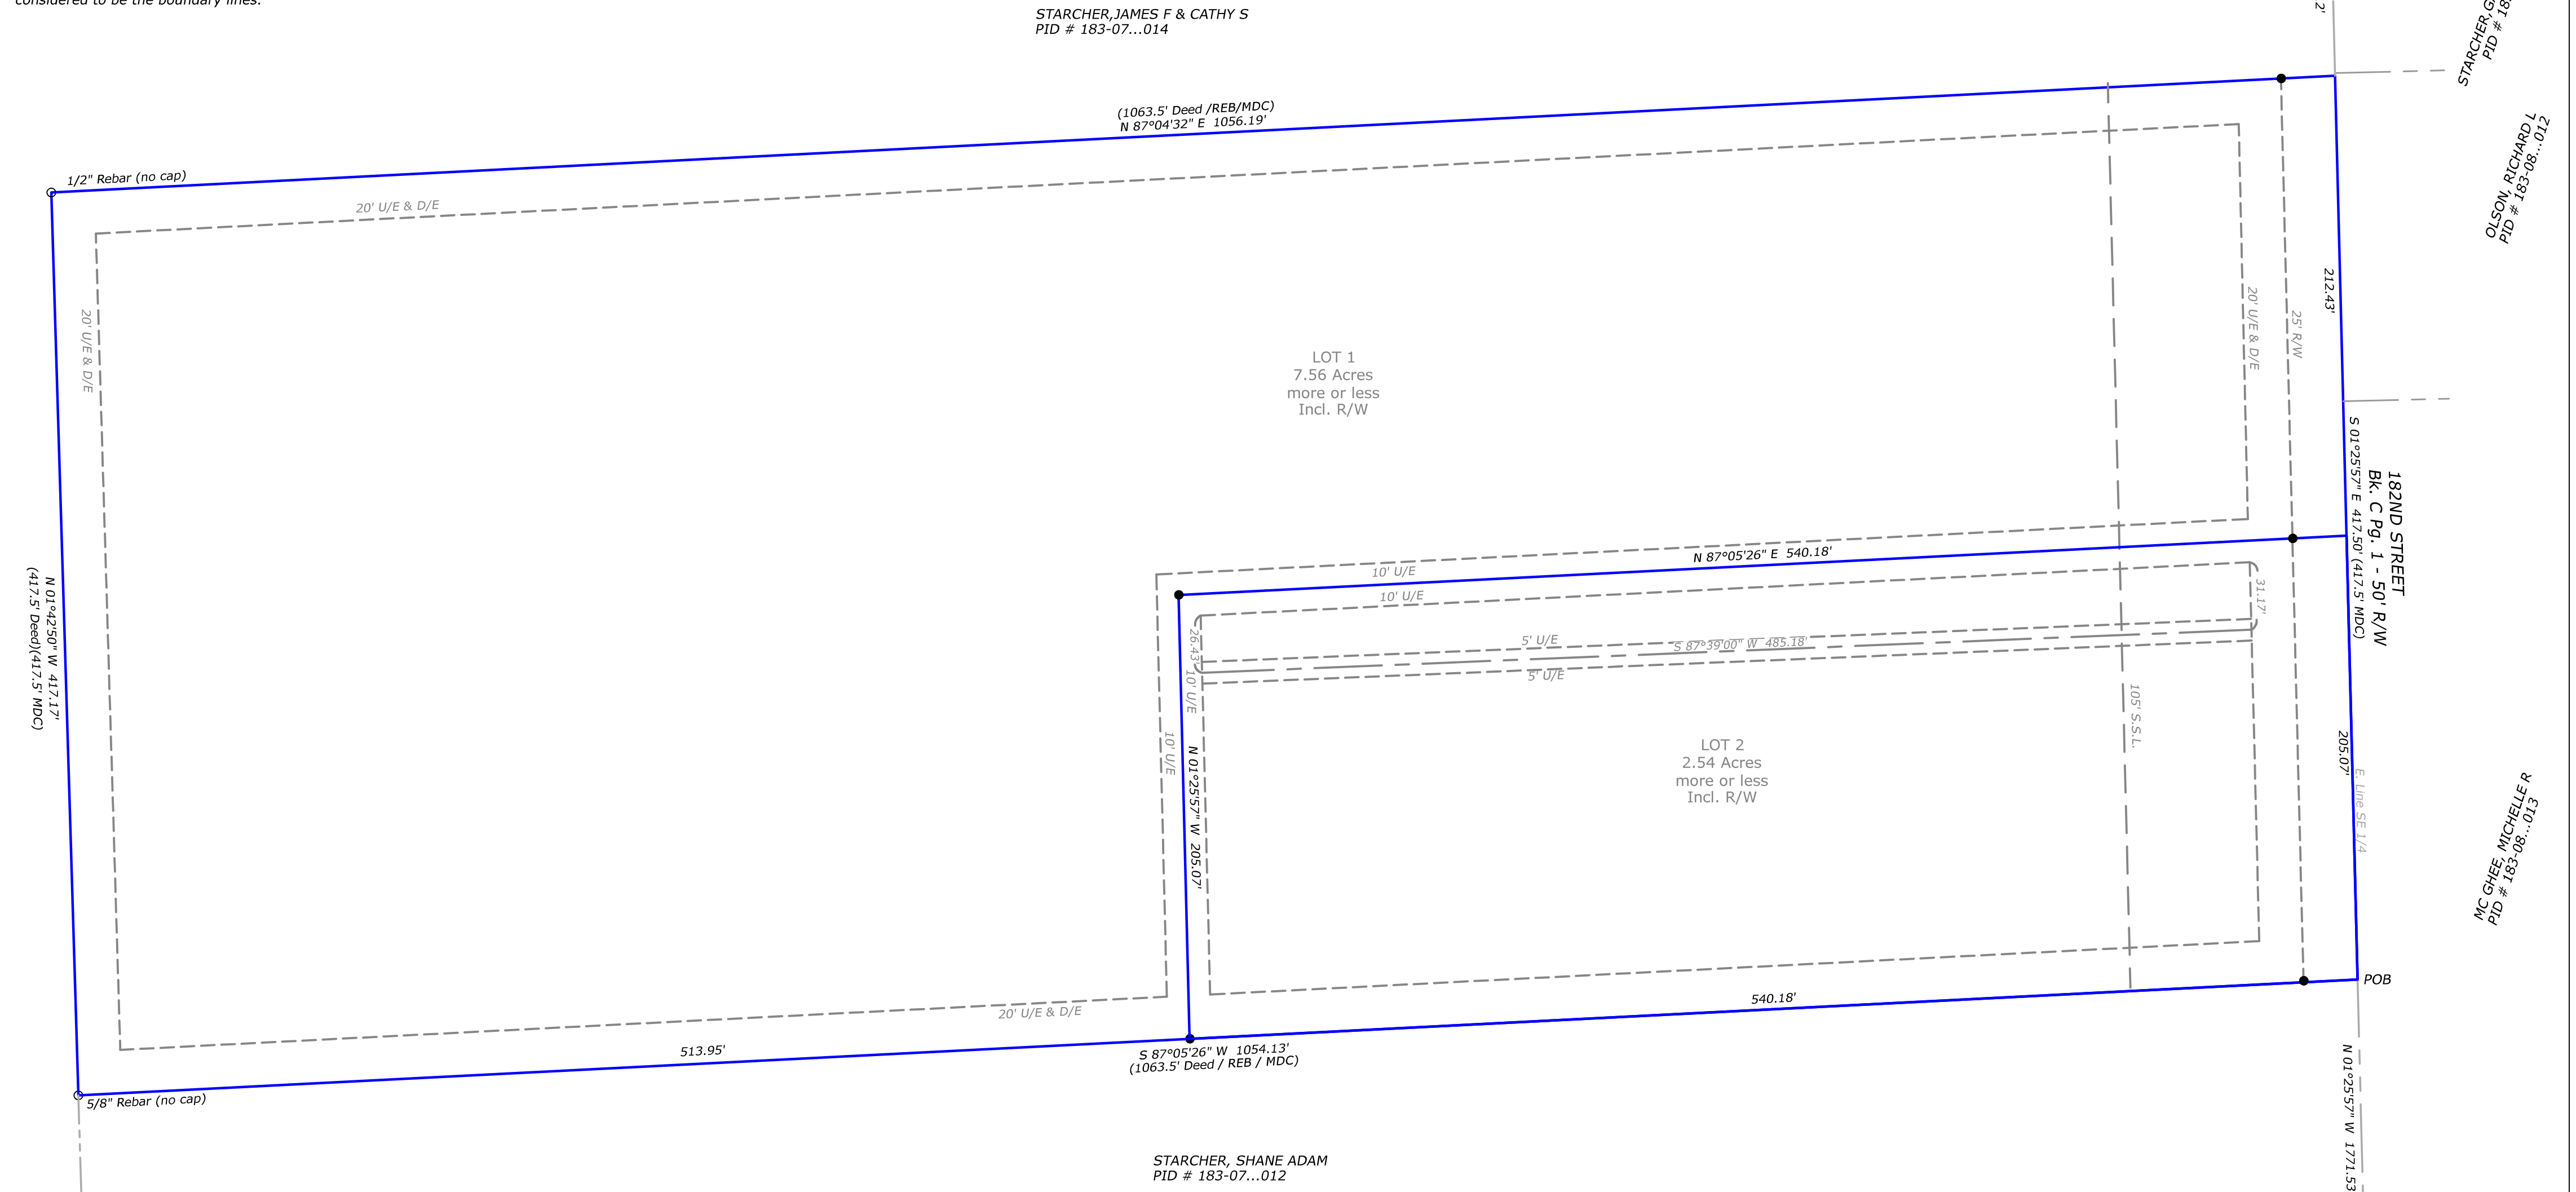 considered to be the boundary lines.
STARCHER,JAMES F & CATHY S
PID # 183-07...014
2'
STARCHER,G
PID # 18
OLSON, RICHARD L
PID # 183-08...012
(1063.5' Deed /REB/MDC)
N 87°04'32" E 1056.19'
1/2" Rebar (no cap)
20' U/E & D/E
20' U/E & D/E
20' U/E & D/E
25' R/W
212.43'
LOT 1
7.56 Acres
more or less
Incl. R/W
S 01°25'57" E 417.50' (417.5' MDC)
182ND STREET
Bk. C Pg. 1 - 50' R/W
N 01°42'50" W 417.17'
(417.5' Deed)(417.5' MDC)
N 87°05'26" E 540.18'
10' U/E
10' U/E
31.17'
26.43'
5' U/E
S 87°39'00" W 485.18'
5' U/E
10' U/E
10' U/E
N 01°25'57" W 205.07'
105' S.S.L.
LOT 2
2.54 Acres
more or less
Incl. R/W
205.07'
E. Line SE 1/4
MC GHEE, MICHELLE R
PID # 183-08...013
POB
540.18'
20' U/E & D/E
513.95'
S 87°05'26" W 1054.13'
(1063.5' Deed / REB / MDC)
5/8" Rebar (no cap)
N 01°25'57" W 1,771.53
STARCHER, SHANE ADAM
PID # 183-07...012